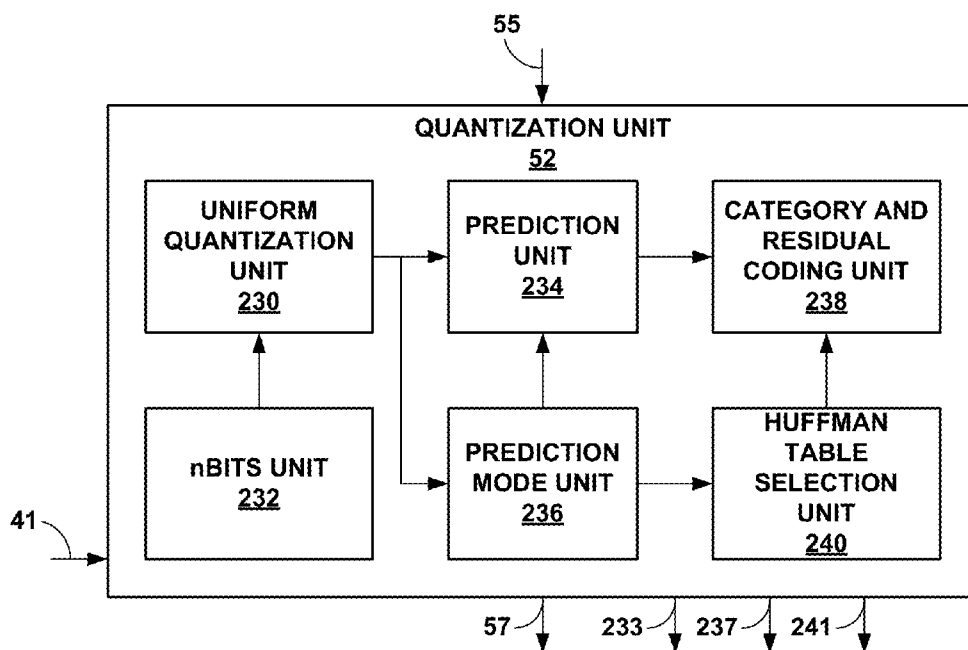 55
QUANTIZATION UNIT
52
UNIFORM
QUANTIZATION
UNIT
230
PREDICTION
UNIT
234
CATEGORY AND
RESIDUAL
CODING UNIT
238
nBITS UNIT
232
PREDICTION
MODE UNIT
236
HUFFMAN
TABLE
SELECTION
UNIT
240
41
57
233
237
241